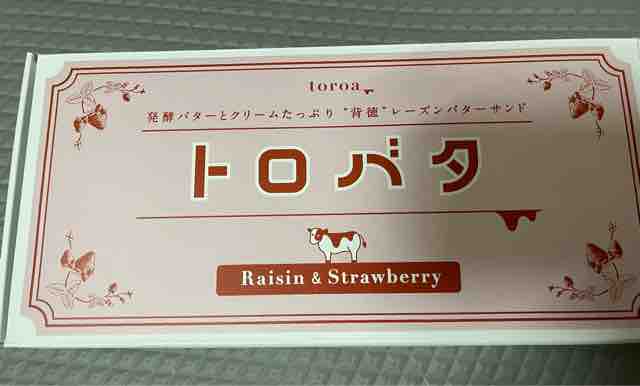 toroa
発酵バターとクリームたっぷり “背徳” レーズンバターサンド
トロバタ
Raisin & Strawberry